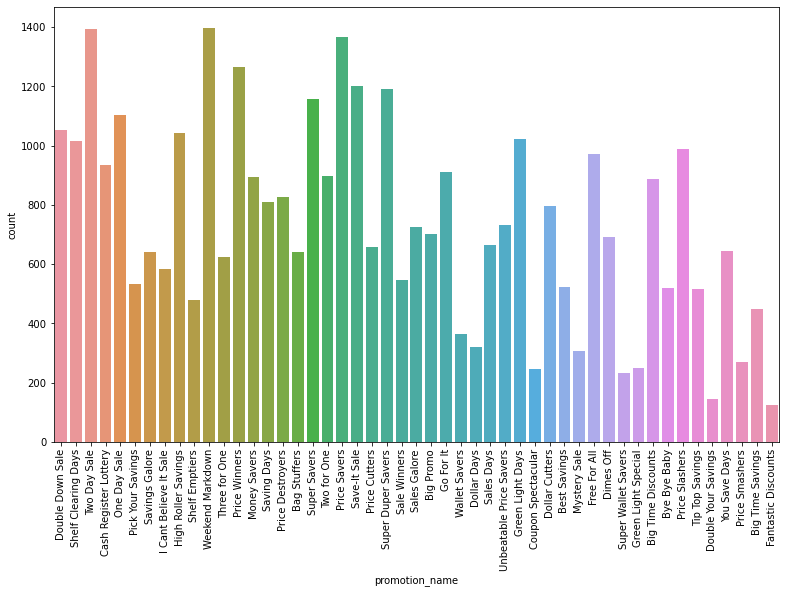 1400
1200
1000
800
600
400
200
0
count
Double Down Sale
Shelf Clearing Days
Two Day Sale
Cash Register Lottery
One Day Sale
Pick Your Savings
Savings Galore
I Cant Believe It Sale
High Roller Savings
Shelf Emptiers
Weekend Markdown
Three for One
Price Winners
Money Savers
Saving Days
Price Destroyers
Bag Stuffers
Super Savers
Two for One
Price Savers
Save-It Sale
Price Cutters
Super Duper Savers
Sale Winners
Sales Galore
Big Promo
Go For It
Wallet Savers
Dollar Days
Sales Days
Unbeatable Price Savers
Green Light Days
Coupon Spectacular
Dollar Cutters
Best Savings
Mystery Sale
Free For All
Dimes Off
Super Wallet Savers
Green Light Special
Big Time Discounts
Bye Bye Baby
Price Slashers
Tip Top Savings
Double Your Savings
You Save Days
Price Smashers
Big Time Savings
Fantastic Discounts
promotion_name